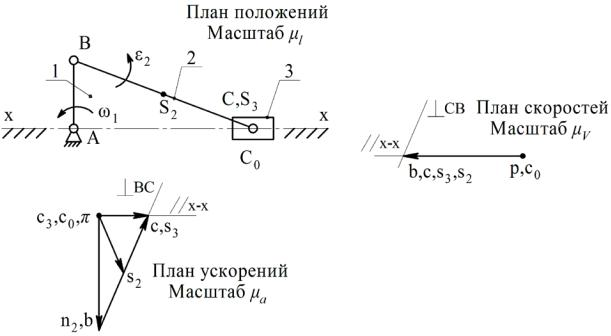 План положений
Масштаб μl
B
ε2
2
3
1
S2
C,S3
x
ω1
x
A
C0
⊥CB
План скоростей
Масштаб μV
//x-x
b,c,s3,s2
p,c0
⊥BC
//x-x
c3,c0,π
c,s3
s2
План ускорений
Масштаб μa
n2,b